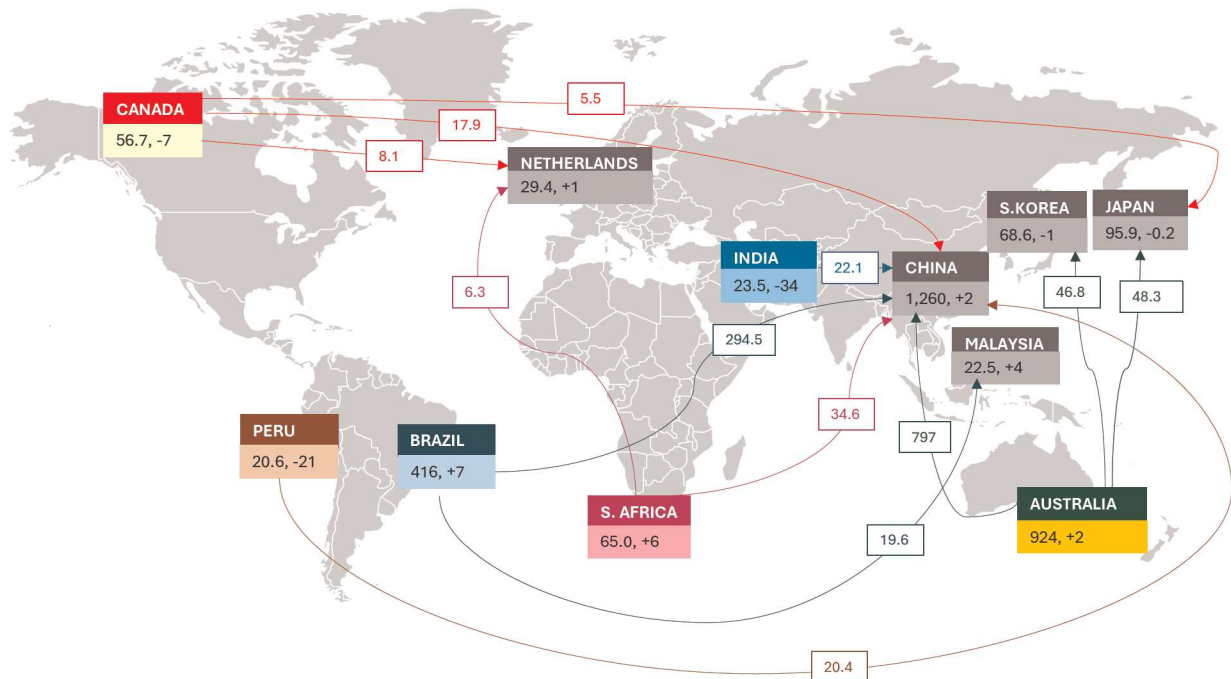 5.5
CANADA
56.7, -7
17.9
8.1
NETHERLANDS
29.4, +1
S.KOREA
68.6, -1
JAPAN
95.9, -0.2
INDIA
23.5, -34
22.1
CHINA
1,260, +2
6.3
46.8
48.3
294.5
MALAYSIA
22.5, +4
34.6
797
PERU
20.6, -21
BRAZIL
416, +7
S. AFRICA
65.0, +6
AUSTRALIA
924, +2
19.6
20.4